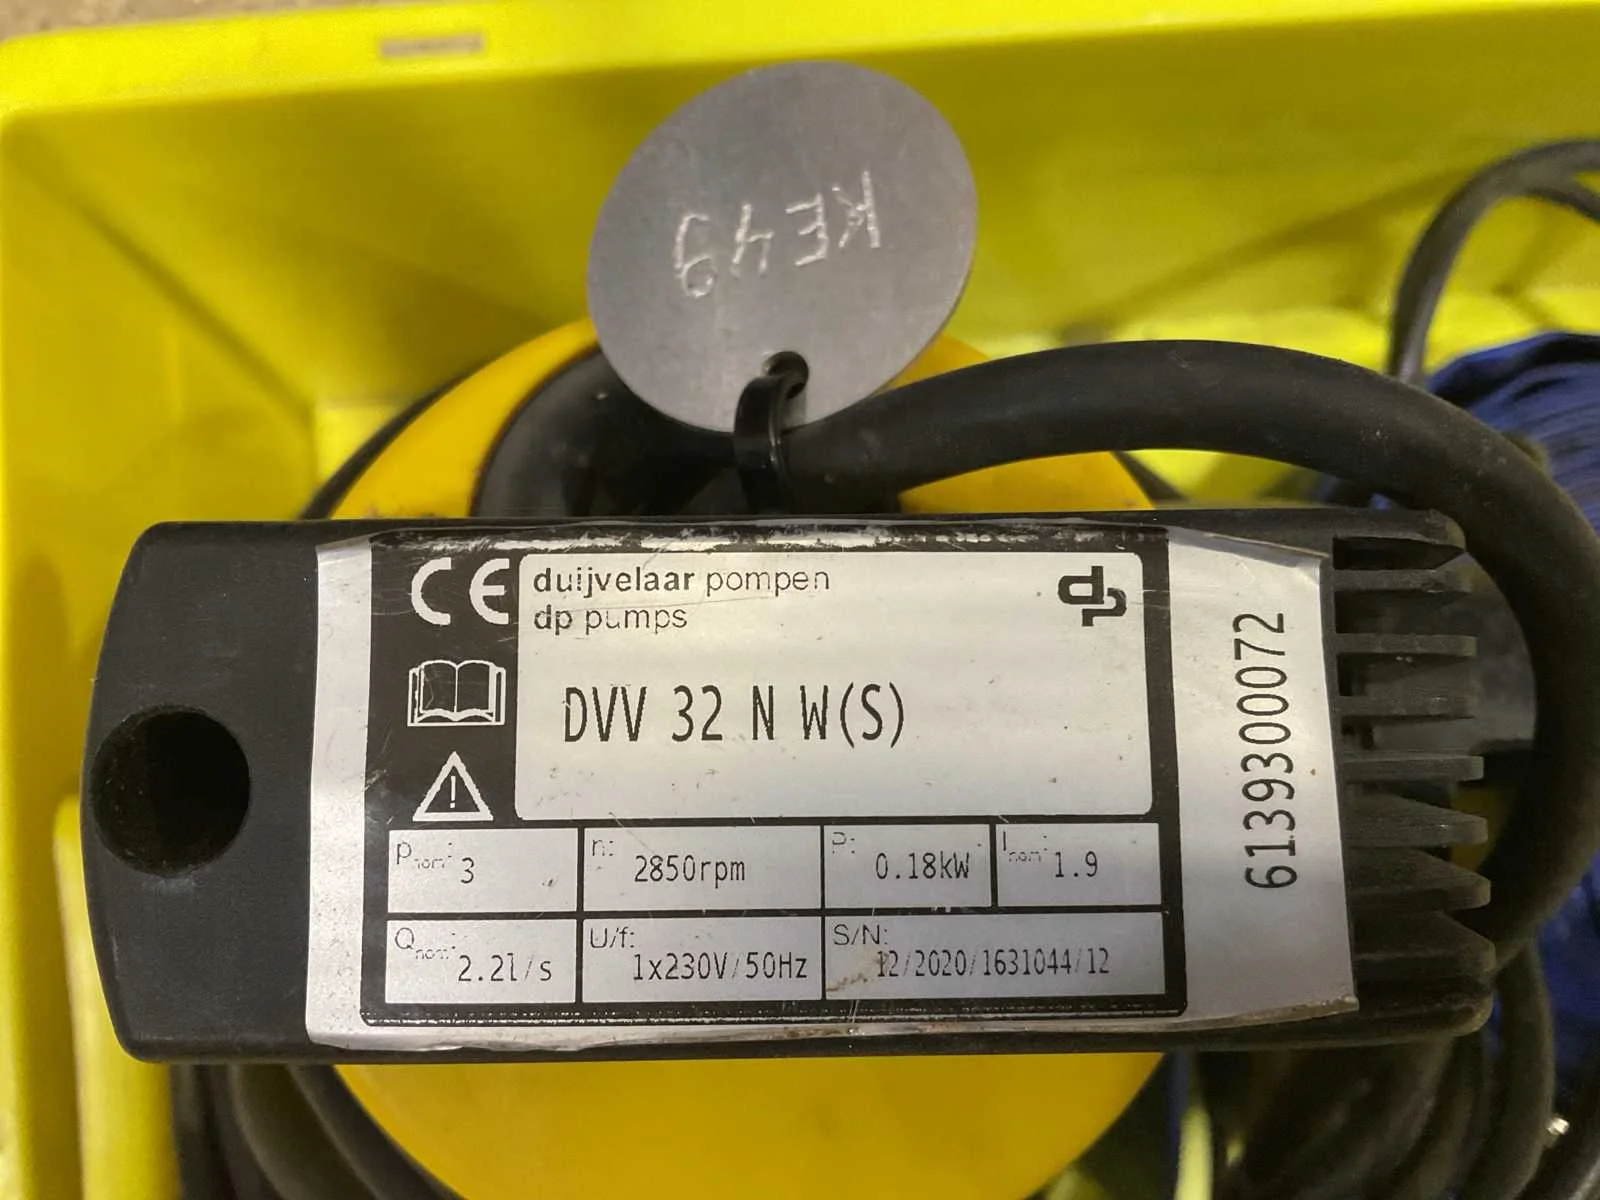 KE49
CE
duijvelaar pompen
dp pumps
dp
DVV 32 N W(S)
6139300072
Pnom: 3
n: 2850rpm
P: 0.18kW
Inom: 1.9
Qnom: 2.2l/s
U/f: 1x230V/50Hz
S/N: 12/2020/1631044/12